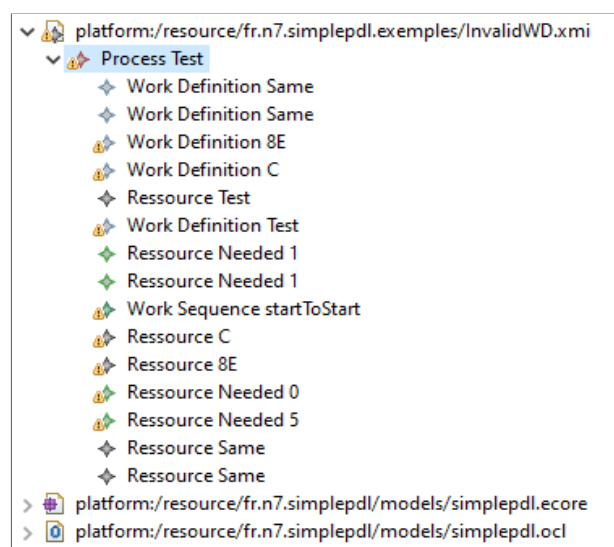 platform:/resource/fr.n7.simplepdl.exemples/InvalidWD.xmi
Process Test
Work Definition Same
Work Definition Same
Work Definition 8E
Work Definition C
Ressource Test
Work Definition Test
Ressource Needed 1
Ressource Needed 1
Work Sequence startToStart
Ressource C
Ressource 8E
Ressource Needed 0
Ressource Needed 5
Ressource Same
Ressource Same
platform:/resource/fr.n7.simplepdl/models/simplepdl.ecore
platform:/resource/fr.n7.simplepdl/models/simplepdl.ocl